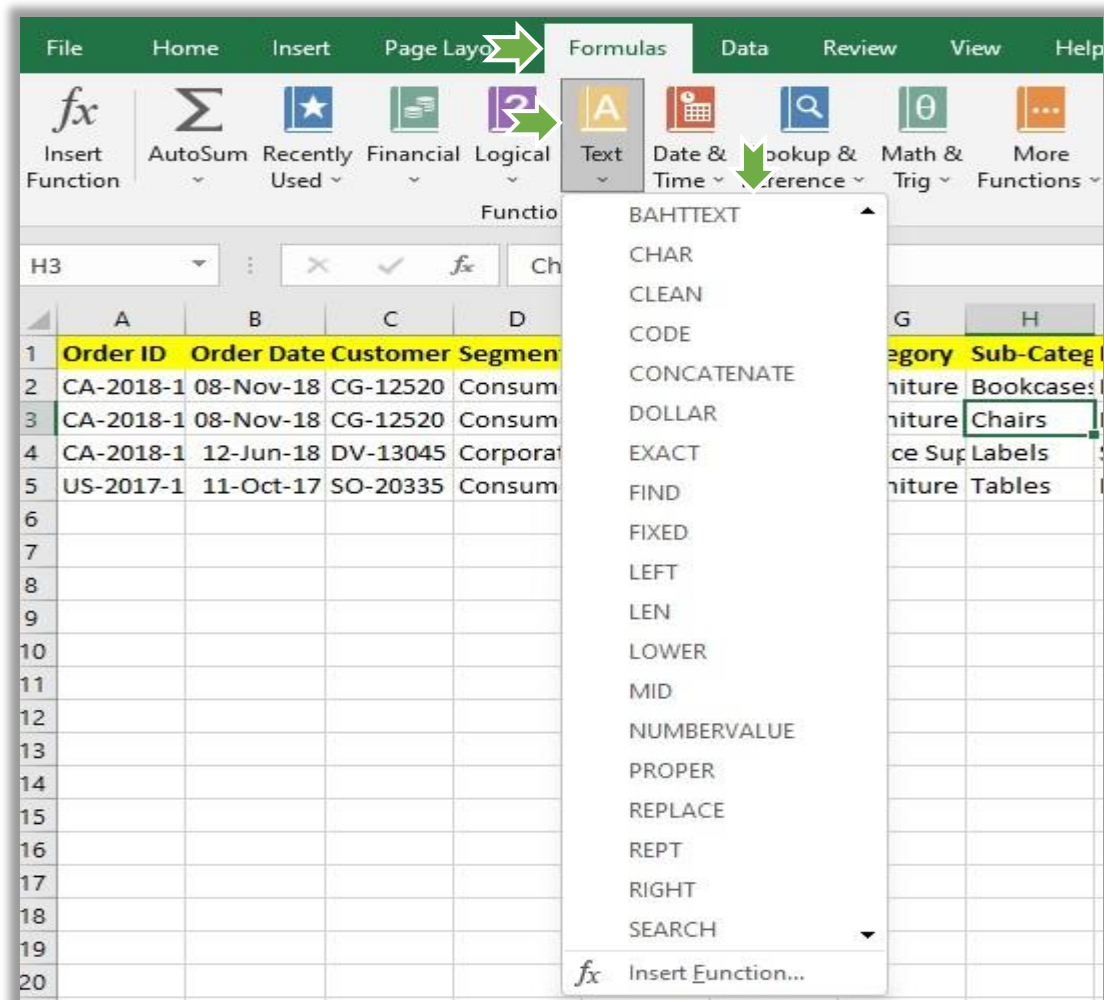 File Home Insert Page Layo Formulas Data Review View Help
fx Σ ? A Q θ ...
Insert AutoSum Recently Financial Logical Text Date & ookup & Math & More
Function Used Time erence Trig Functions
Functio
H3 fx Ch
A B C D G H
1 Order ID Order Date Customer Segmen egory Sub-Categ
2 CA-2018-1 08-Nov-18 CG-12520 Consum niture Bookcases
3 CA-2018-1 08-Nov-18 CG-12520 Consum niture Chairs
4 CA-2018-1 12-Jun-18 DV-13045 Corporat ce Sup Labels
5 US-2017-1 11-Oct-17 SO-20335 Consum niture Tables
6
7
8
9
10
11
12
13
14
15
16
17
18
19
20
BAHTTEXT
CHAR
CLEAN
CODE
CONCATENATE
DOLLAR
EXACT
FIND
FIXED
LEFT
LEN
LOWER
MID
NUMBERVALUE
PROPER
REPLACE
REPT
RIGHT
SEARCH
fx Insert Function...